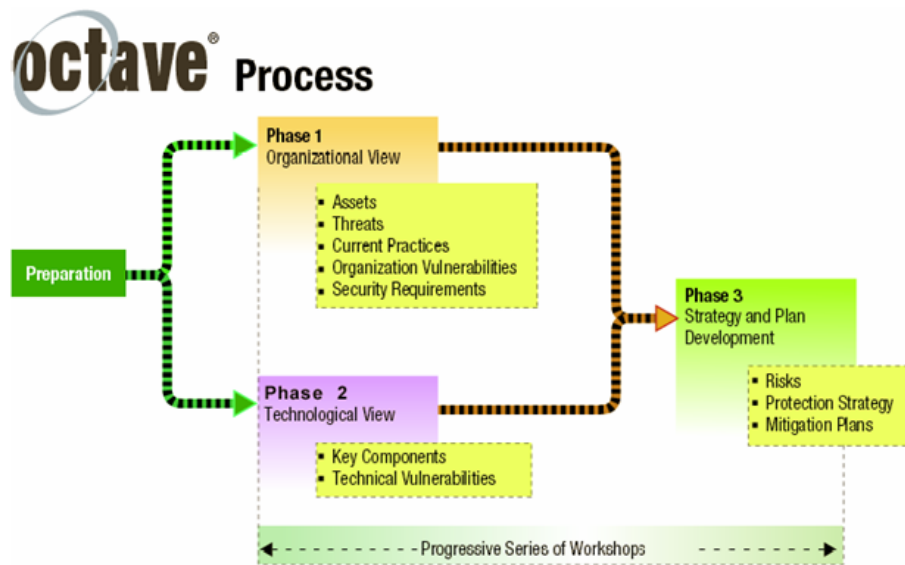 octave® Process
Phase 1
Organizational View
▪ Assets
▪ Threats
▪ Current Practices
▪ Organization Vulnerabilities
▪ Security Requirements
Preparation
Phase 3
Strategy and Plan
Development
▪ Risks
▪ Protection Strategy
▪ Mitigation Plans
Phase 2
Technological View
▪ Key Components
▪ Technical Vulnerabilities
Progressive Series of Workshops